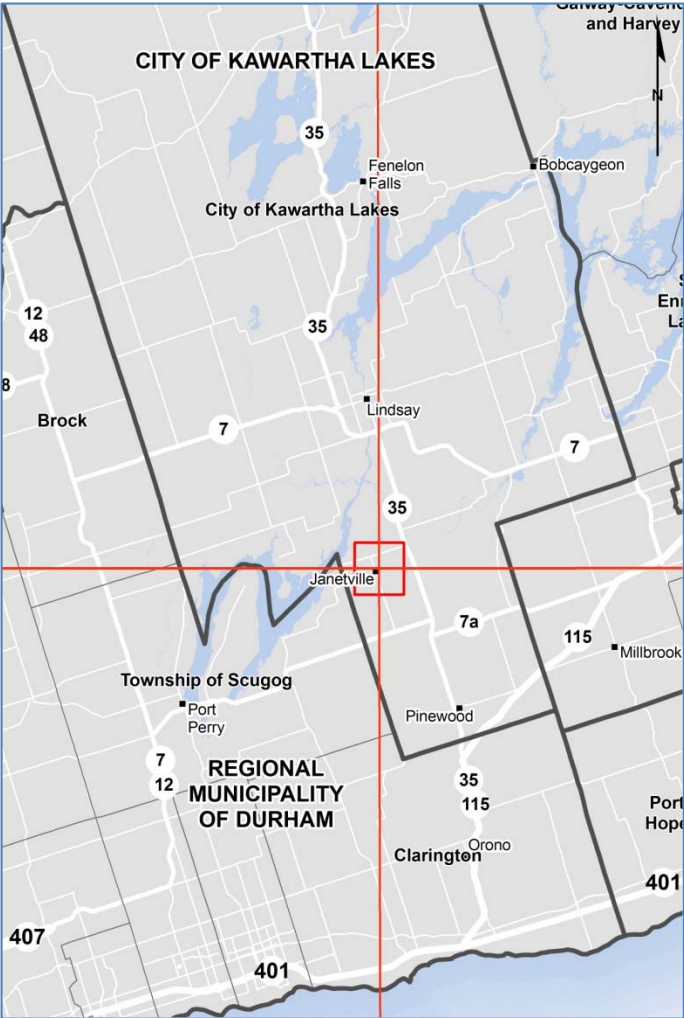 Galway-Cavend
and Harvey
CITY OF KAWARTHA LAKES
N
35
Fenelon
Falls
Bobcaygeon
City of Kawartha Lakes
12
48
35
8
Brock
Lindsay
7
7
35
Janetville
7a
115
Millbrook
Township of Scugog
Port
Perry
Pinewood
7
12
REGIONAL
MUNICIPALITY
OF DURHAM
35
115
Port
Hope
Orono
Clarington
401
407
401